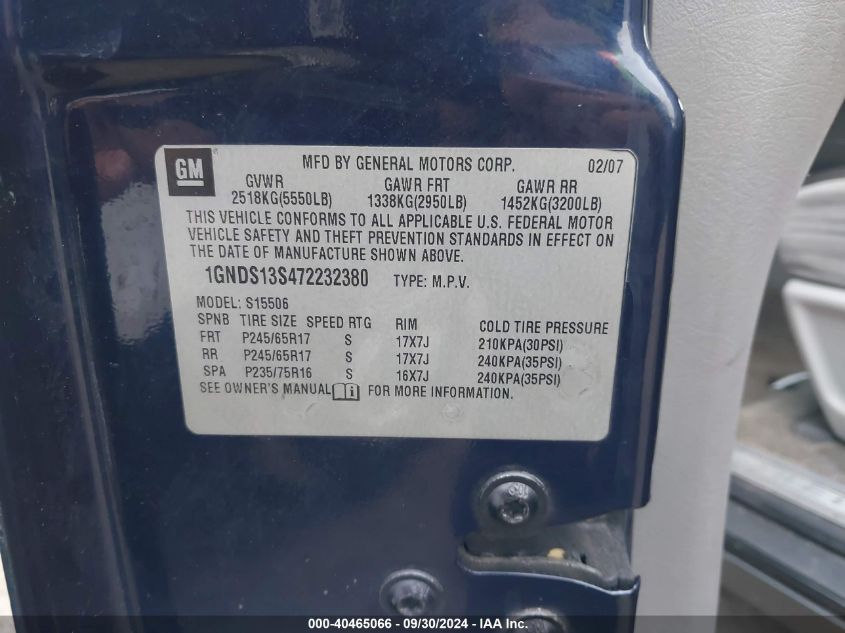 GM
MFD BY GENERAL MOTORS CORP. 02/07
GVWR GAWR FRT GAWR RR
2518KG(5550LB) 1338KG(2950LB) 1452KG(3200LB)
THIS VEHICLE CONFORMS TO ALL APPLICABLE U.S. FEDERAL MOTOR
VEHICLE SAFETY AND THEFT PREVENTION STANDARDS IN EFFECT ON
THE DATE OF MANUFACTURE SHOWN ABOVE.
1GNDS13S472232380 TYPE: M.P.V.
MODEL: S15506
SPNB TIRE SIZE SPEED RTG RIM COLD TIRE PRESSURE
FRT P245/65R17 S 17X7J 210KPA(30PSI)
RR P245/65R17 S 17X7J 240KPA(35PSI)
SPA P235/75R16 S 16X7J 240KPA(35PSI)
SEE OWNER'S MANUAL i FOR MORE INFORMATION.
000-40465066 - 09/30/2024 - IAAI.com